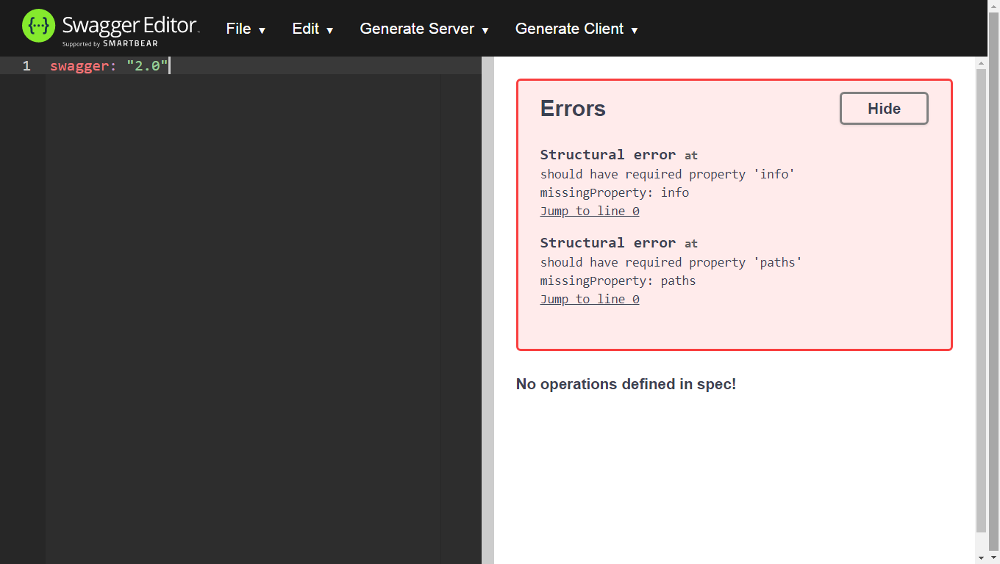 {...} Swagger Editor
Supported by SMARTBEAR
File ▼ Edit ▼ Generate Server ▼ Generate Client ▼
1 swagger: "2.0"
Errors
Hide
Structural error at
should have required property 'info'
missingProperty: info
Jump to line 0
Structural error at
should have required property 'paths'
missingProperty: paths
Jump to line 0
No operations defined in spec!